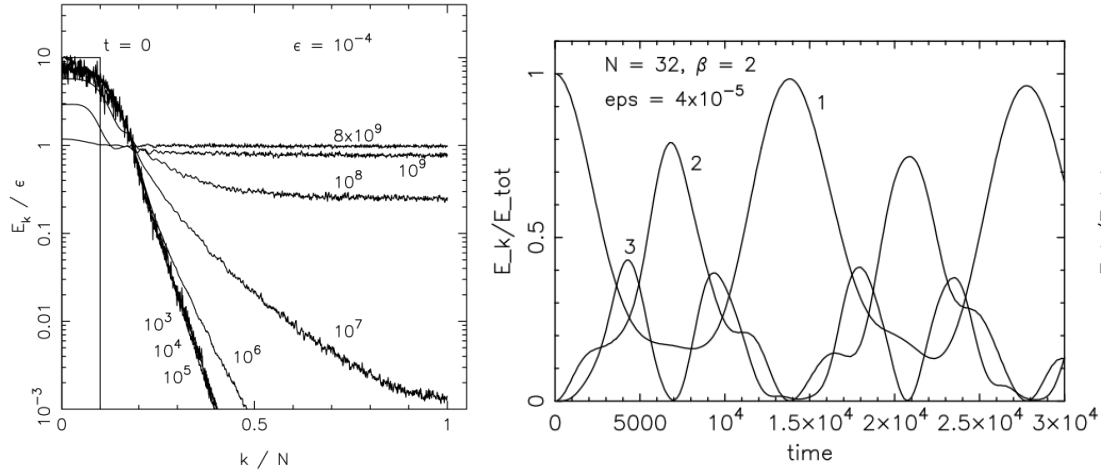 t = 0
ϵ = 10⁻⁴
10
1
0.1
0.01
10⁻³
E_k / ϵ
8x10⁹
10⁹
10⁸
10⁷
10³
10⁴
10⁵
10⁶
0
0.5
1
k / N
N = 32, β = 2
eps = 4x10⁻⁵
1
2
3
1
0.5
0
E_k/E_tot
0
5000
10⁴
1.5x10⁴
2x10⁴
2.5x10⁴
3x10⁴
time